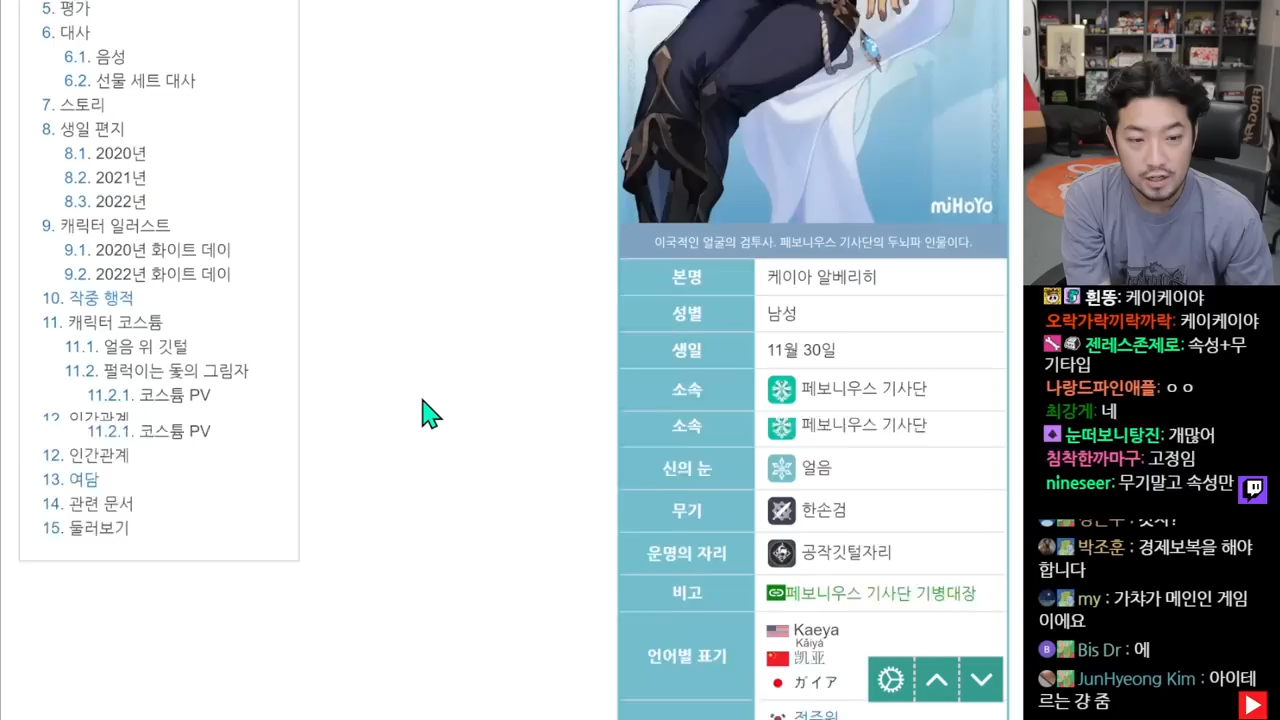 5. 평가
6. 대사
6.1. 음성
6.2. 선물 세트 대사
7. 스토리
8. 생일 편지
8.1. 2020년
8.2. 2021년
8.3. 2022년
9. 캐릭터 일러스트
9.1. 2020년 화이트 데이
9.2. 2022년 화이트 데이
10. 작중 행적
11. 캐릭터 코스튬
11.1. 얼음 위 깃털
11.2. 펄럭이는 돛의 그림자
11.2.1. 코스튬 PV
12. 인간관계
11.2.1. 코스튬 PV
12. 인간관계
13. 여담
14. 관련 문서
15. 둘러보기
miHoYo
이국적인 얼굴의 검투사. 페보니우스 기사단의 두뇌파 인물이다.
본명 케이아 알베리히
성별 남성
생일 11월 30일
소속 페보니우스 기사단
소속 페보니우스 기사단
신의 눈 얼음
무기 한손검
운명의 자리 공작깃털자리
비고 페보니우스 기사단 기병대장
언어별 표기
Kaeya
Kǎiyà
凯亚
ガイア
흰똥: 케이케이야
오락가락끼락까락: 케이케이야
젠레스존제로: 속성+무
기타입
나랑드파인애플: ㅇㅇ
최강게: 네
눈떠보니탕진: 개많어
침착한까마구: 고정임
nineseer: 무기말고 속성만
박조훈 : 경제보복을 해야
합니다
my : 가챠가 메인인 게임
이에요
Bis Dr : 에
JunHyeong Kim : 아이테
르는 걍 줌